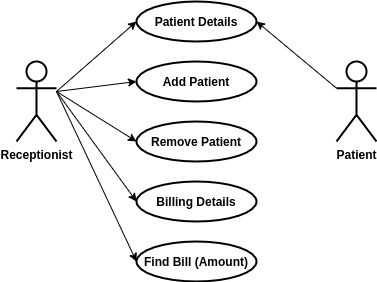 Patient Details
Add Patient
Remove Patient
Receptionist
Patient
Billing Details
Find Bill (Amount)